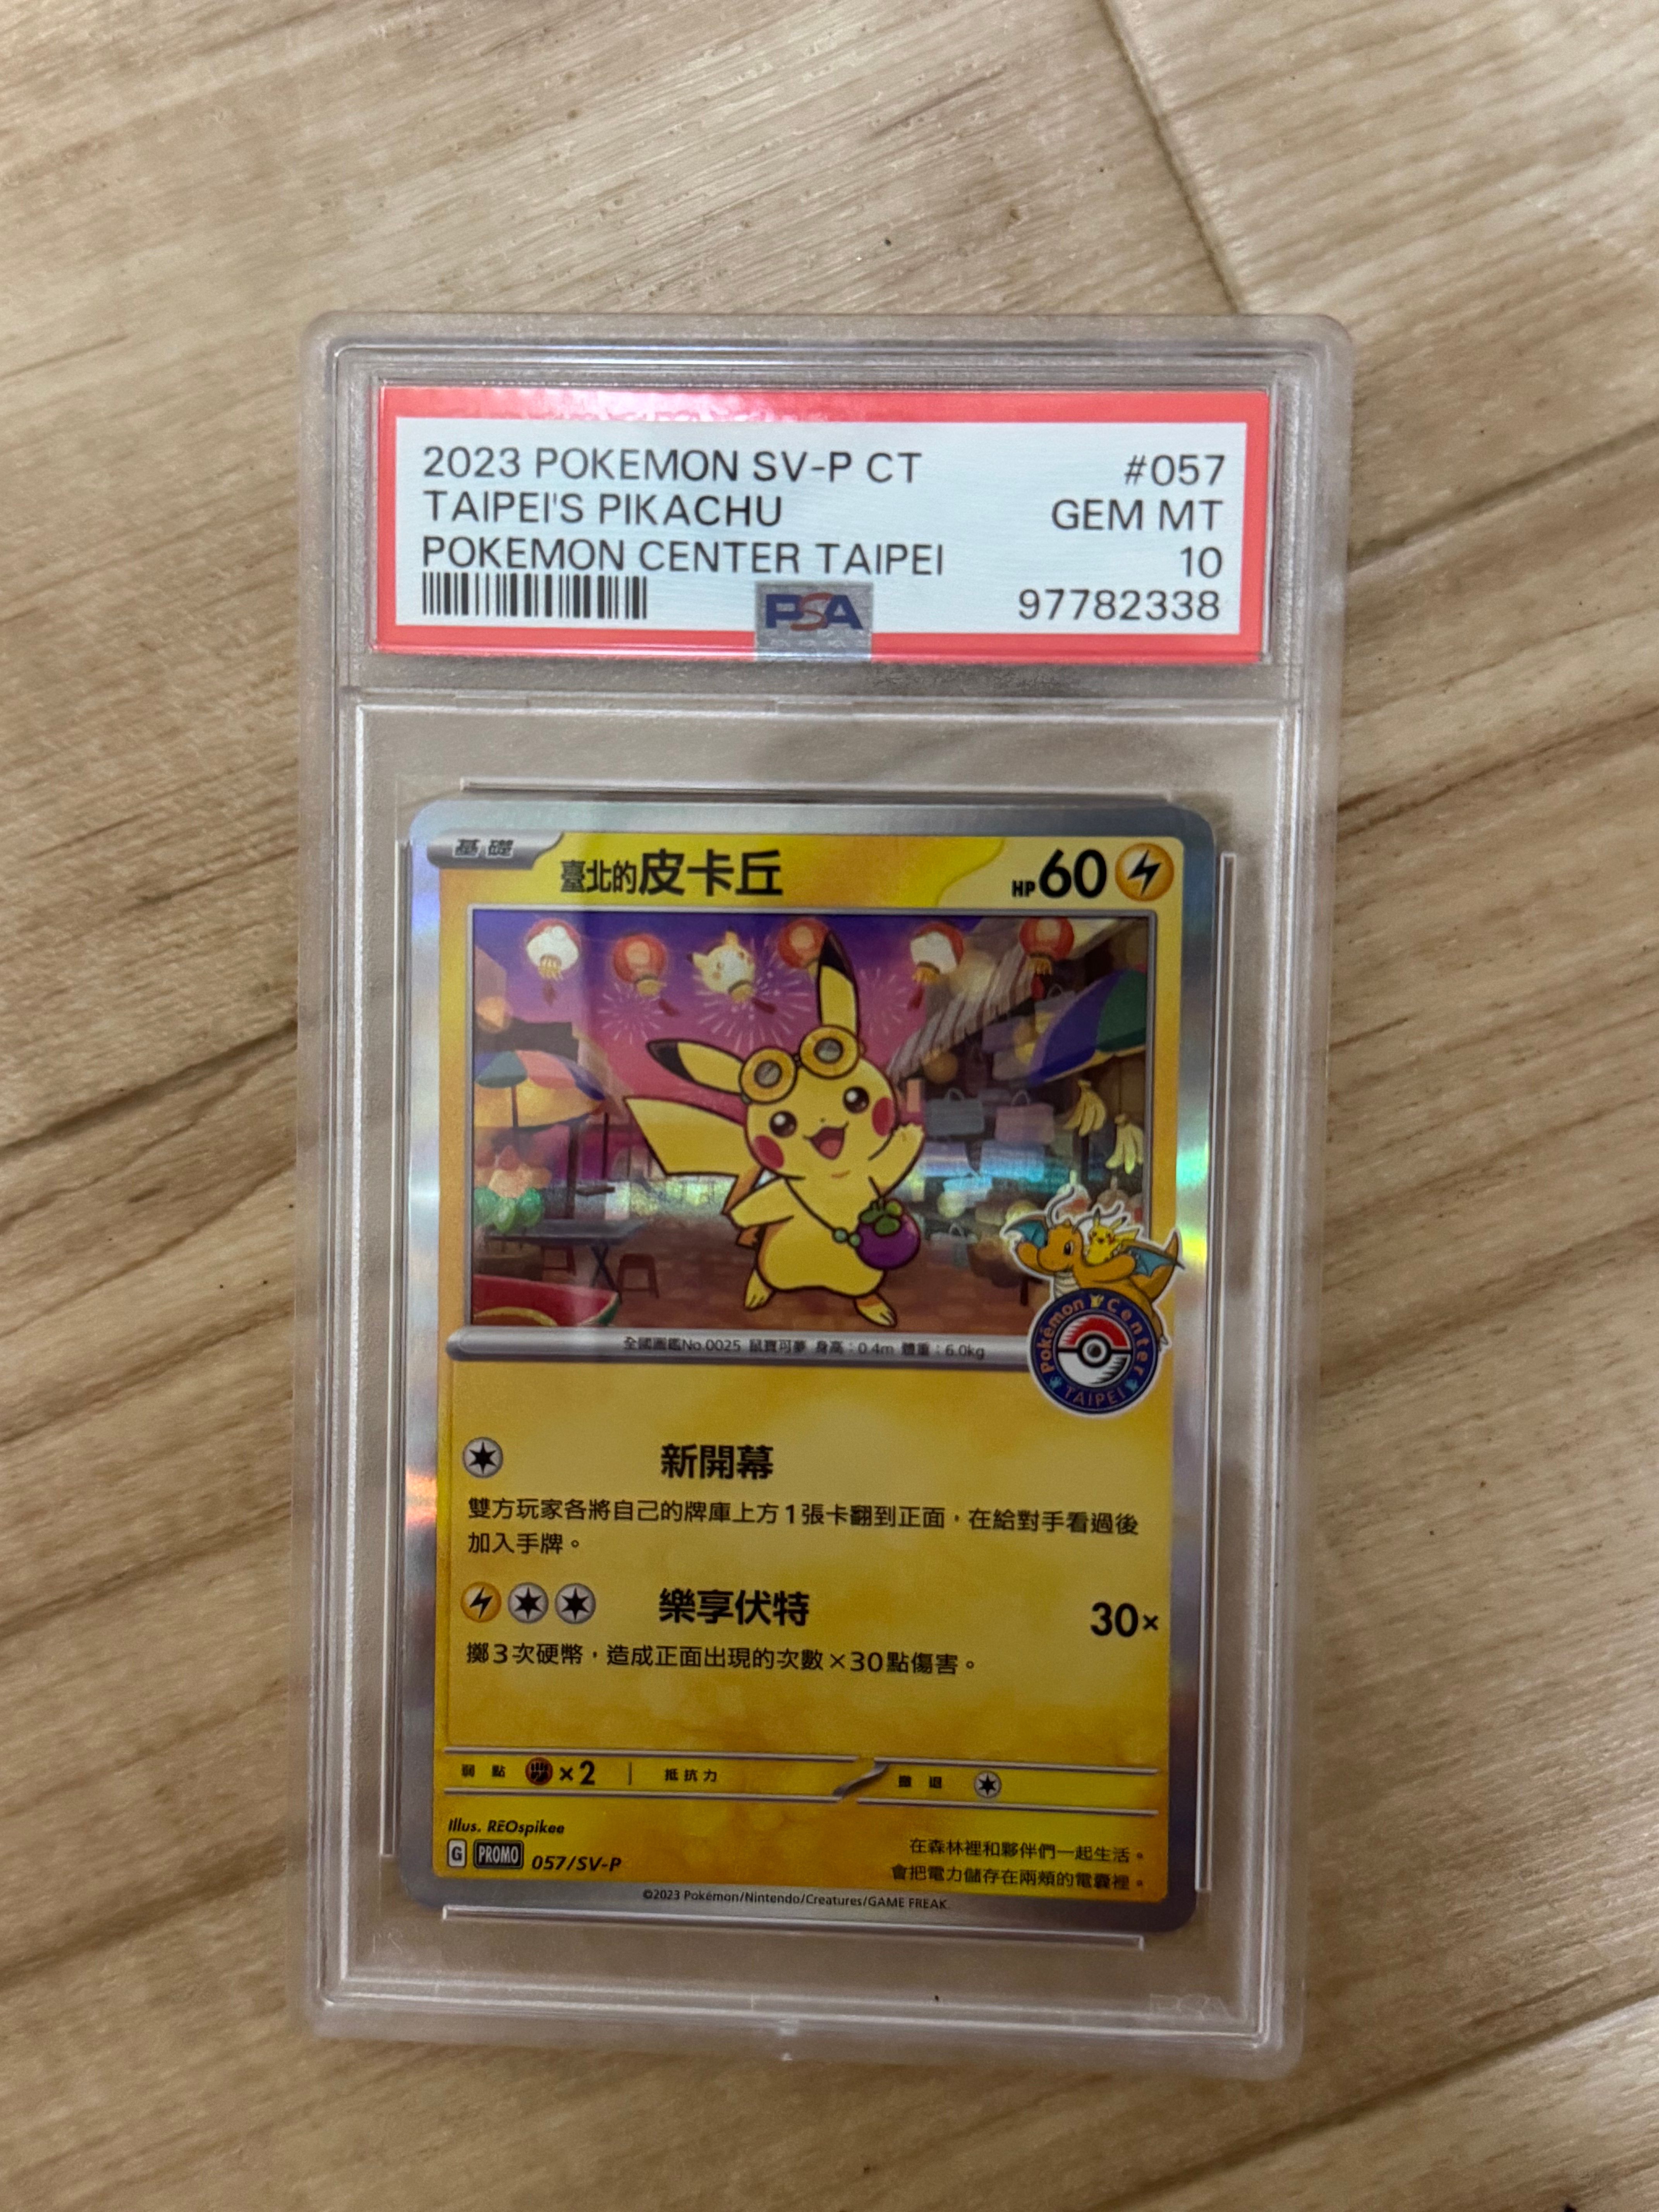 2023 POKEMON SV-P CT #057
TAIPEI'S PIKACHU GEM MT
POKEMON CENTER TAIPEI 10
PSA 97782338
基礎 臺北的皮卡丘 HP60
全國圖鑑No.0025 鼠寶可夢 身高:0.4m 體重:6.0kg
Pokémon Center
TAIPEI
新開幕
雙方玩家各將自己的牌庫上方1張卡翻到正面,在給對手看過後
加入手牌。
樂享伏特 30×
擲3次硬幣,造成正面出現的次數×30點傷害。
弱點 ×2 抵抗力 撤退
Illus. REOspikee
G PROMO 057/SV-P
在森林裡和夥伴們一起生活。
會把電力儲存在兩頰的電囊裡。
©2023 Pokémon/Nintendo/Creatures/GAME FREAK.
PSA